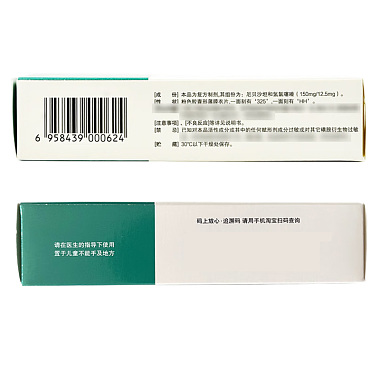 [成　份] 本品为复方制剂,其组份为：厄贝沙坦和氢氯噻嗪(150mg/12.5mg)。
[性　状] 粉色胶囊形薄膜衣片,一面刻有"325",一面刻有"HH"。
[注意事项]、[不良反应]等详见说明书。
[禁　忌] 已知对本品活性成分或其中的任何赋形剂成分过敏或对其它磺胺衍生物过敏
[贮　藏] 30℃以下干燥处保存。
6 958439 000624
码上放心·追溯码 请用手机淘宝扫码查询
请在医生的指导下使用
置于儿童不能手及地方